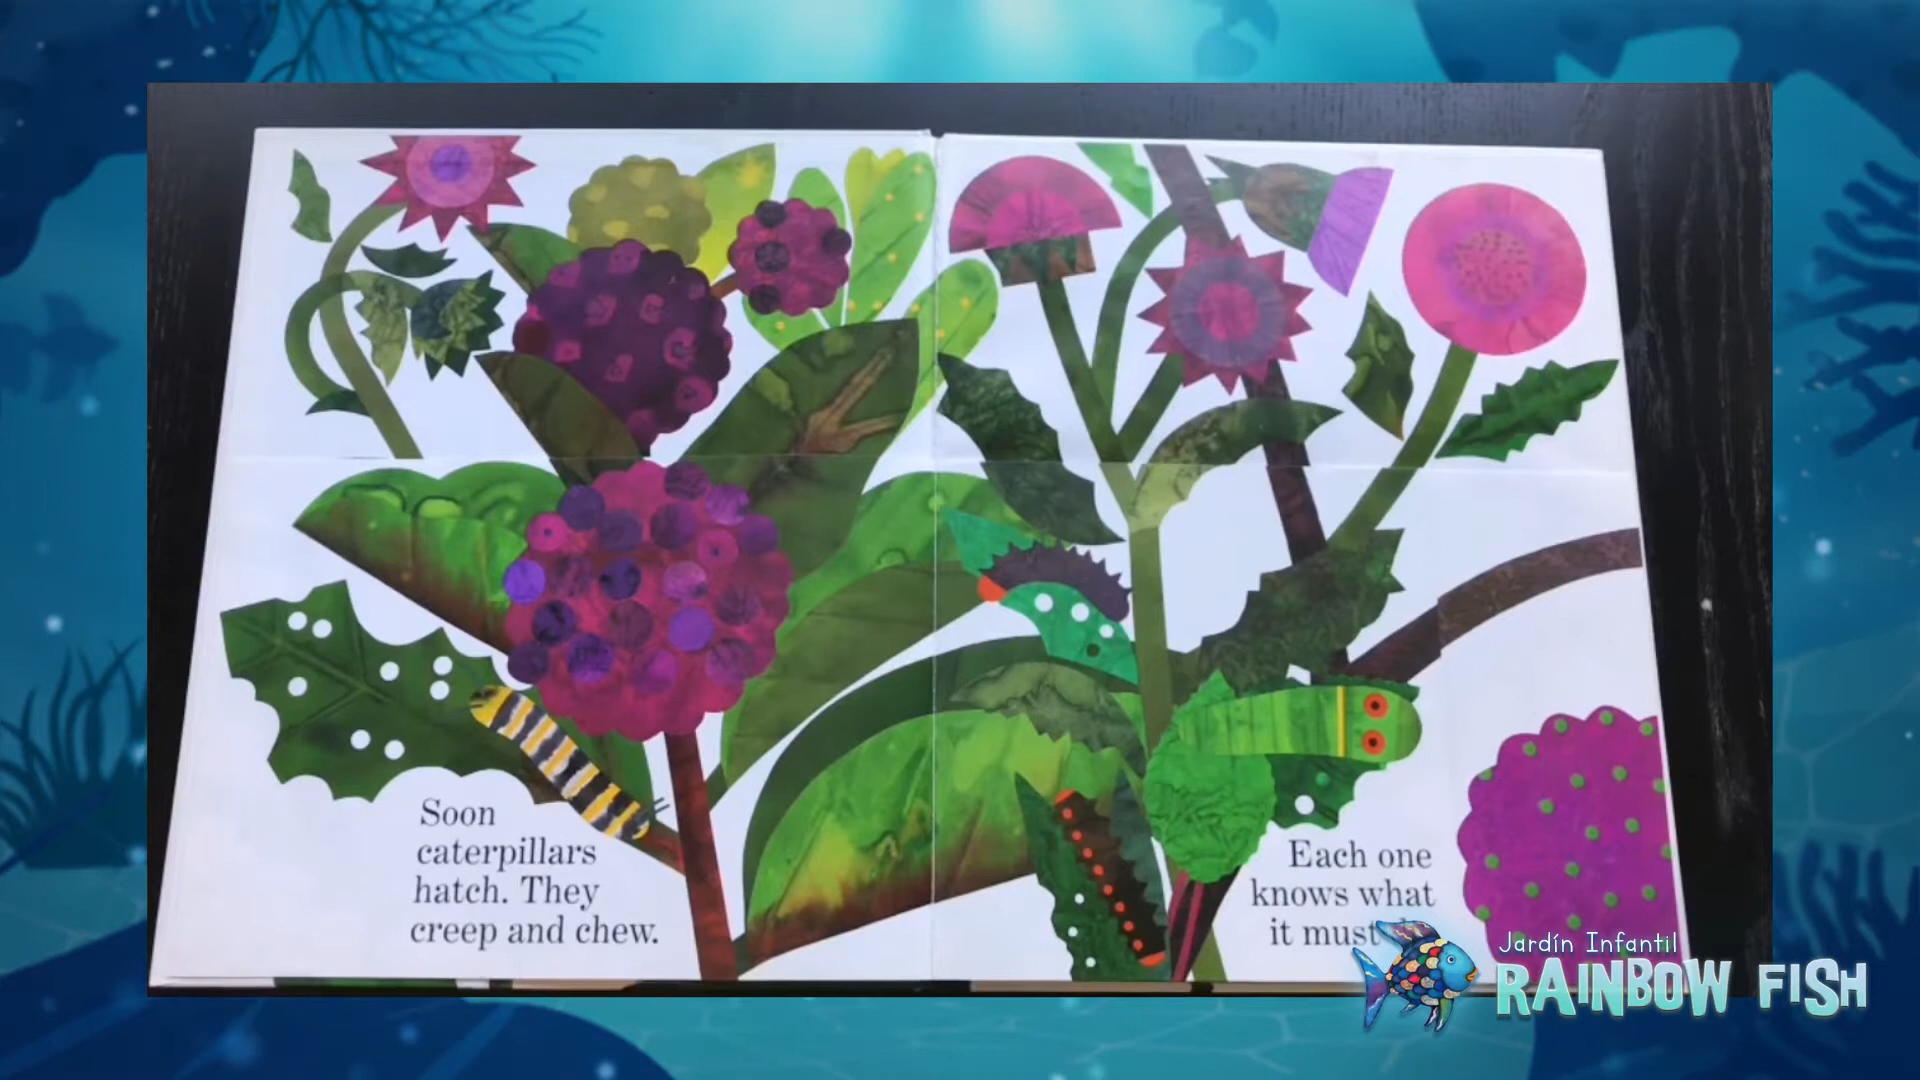 Soon
caterpillars
hatch. They
creep and chew.
Each one
knows what
it must
Jardín Infantil
RAINBOW FISH